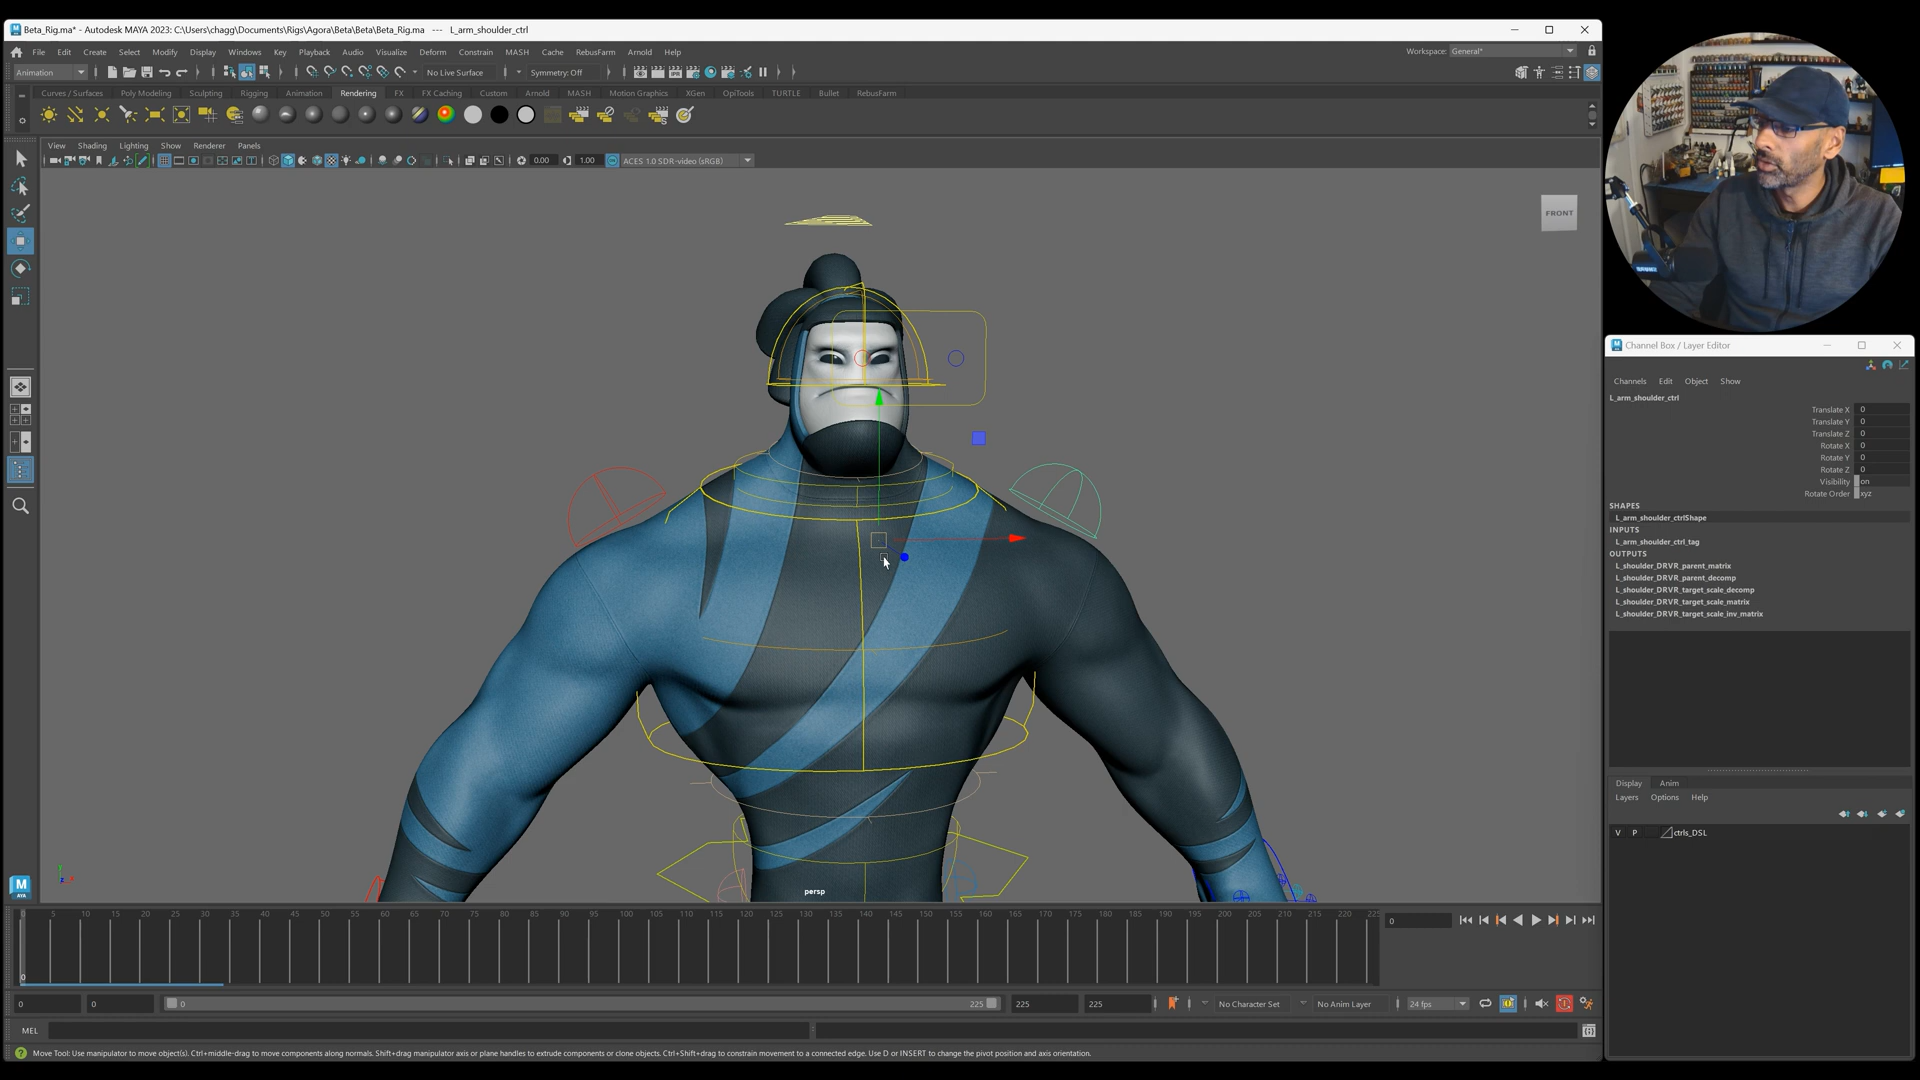 Beta_Rig.ma* - Autodesk MAYA 2023: C:\Users\chagg\Documents\Rigs\Agora\Beta\Beta\Beta_Rig.ma --- L_arm_shoulder_ctrl
File Edit Create Select Modify Display Windows Key Playback Audio Visualize Deform Constrain MASH Cache RebusFarm Arnold Help
Workspace: General*
Animation No Live Surface Symmetry: Off
Curves / Surfaces Poly Modeling Sculpting Rigging Animation Rendering FX FX Caching Custom Arnold MASH Motion Graphics XGen OpiTools TURTLE Bullet RebusFarm
View Shading Lighting Show Renderer Panels
0.00 1.00 ACES 1.0 SDR-video (sRGB)
FRONT
persp
0 5 10 15 20 25 30 35 40 45 50 55 60 65 70 75 80 85 90 95 100 105 110 115 120 125 130 135 140 145 150 155 160 165 170 175 180 185 190 195 200 205 210 215 220 225
0
0
0 0 0 225 225 225 No Character Set No Anim Layer 24 fps
MEL
Move Tool: Use manipulator to move object(s). Ctrl+middle-drag to move components along normals. Shift+drag manipulator axis or plane handles to extrude components or clone objects. Ctrl+Shift+drag to constrain movement to a connected edge. Use D or INSERT to change the pivot position and axis orientation.
Channel Box / Layer Editor
Channels Edit Object Show
L_arm_shoulder_ctrl
Translate X 0
Translate Y 0
Translate Z 0
Rotate X 0
Rotate Y 0
Rotate Z 0
Visibility on
Rotate Order xyz
SHAPES
L_arm_shoulder_ctrlShape
INPUTS
L_arm_shoulder_ctrl_tag
OUTPUTS
L_shoulder_DRVR_parent_matrix
L_shoulder_DRVR_parent_decomp
L_shoulder_DRVR_target_scale_decomp
L_shoulder_DRVR_target_scale_matrix
L_shoulder_DRVR_target_scale_inv_matrix
Display Anim
Layers Options Help
V P ctrls_DSL